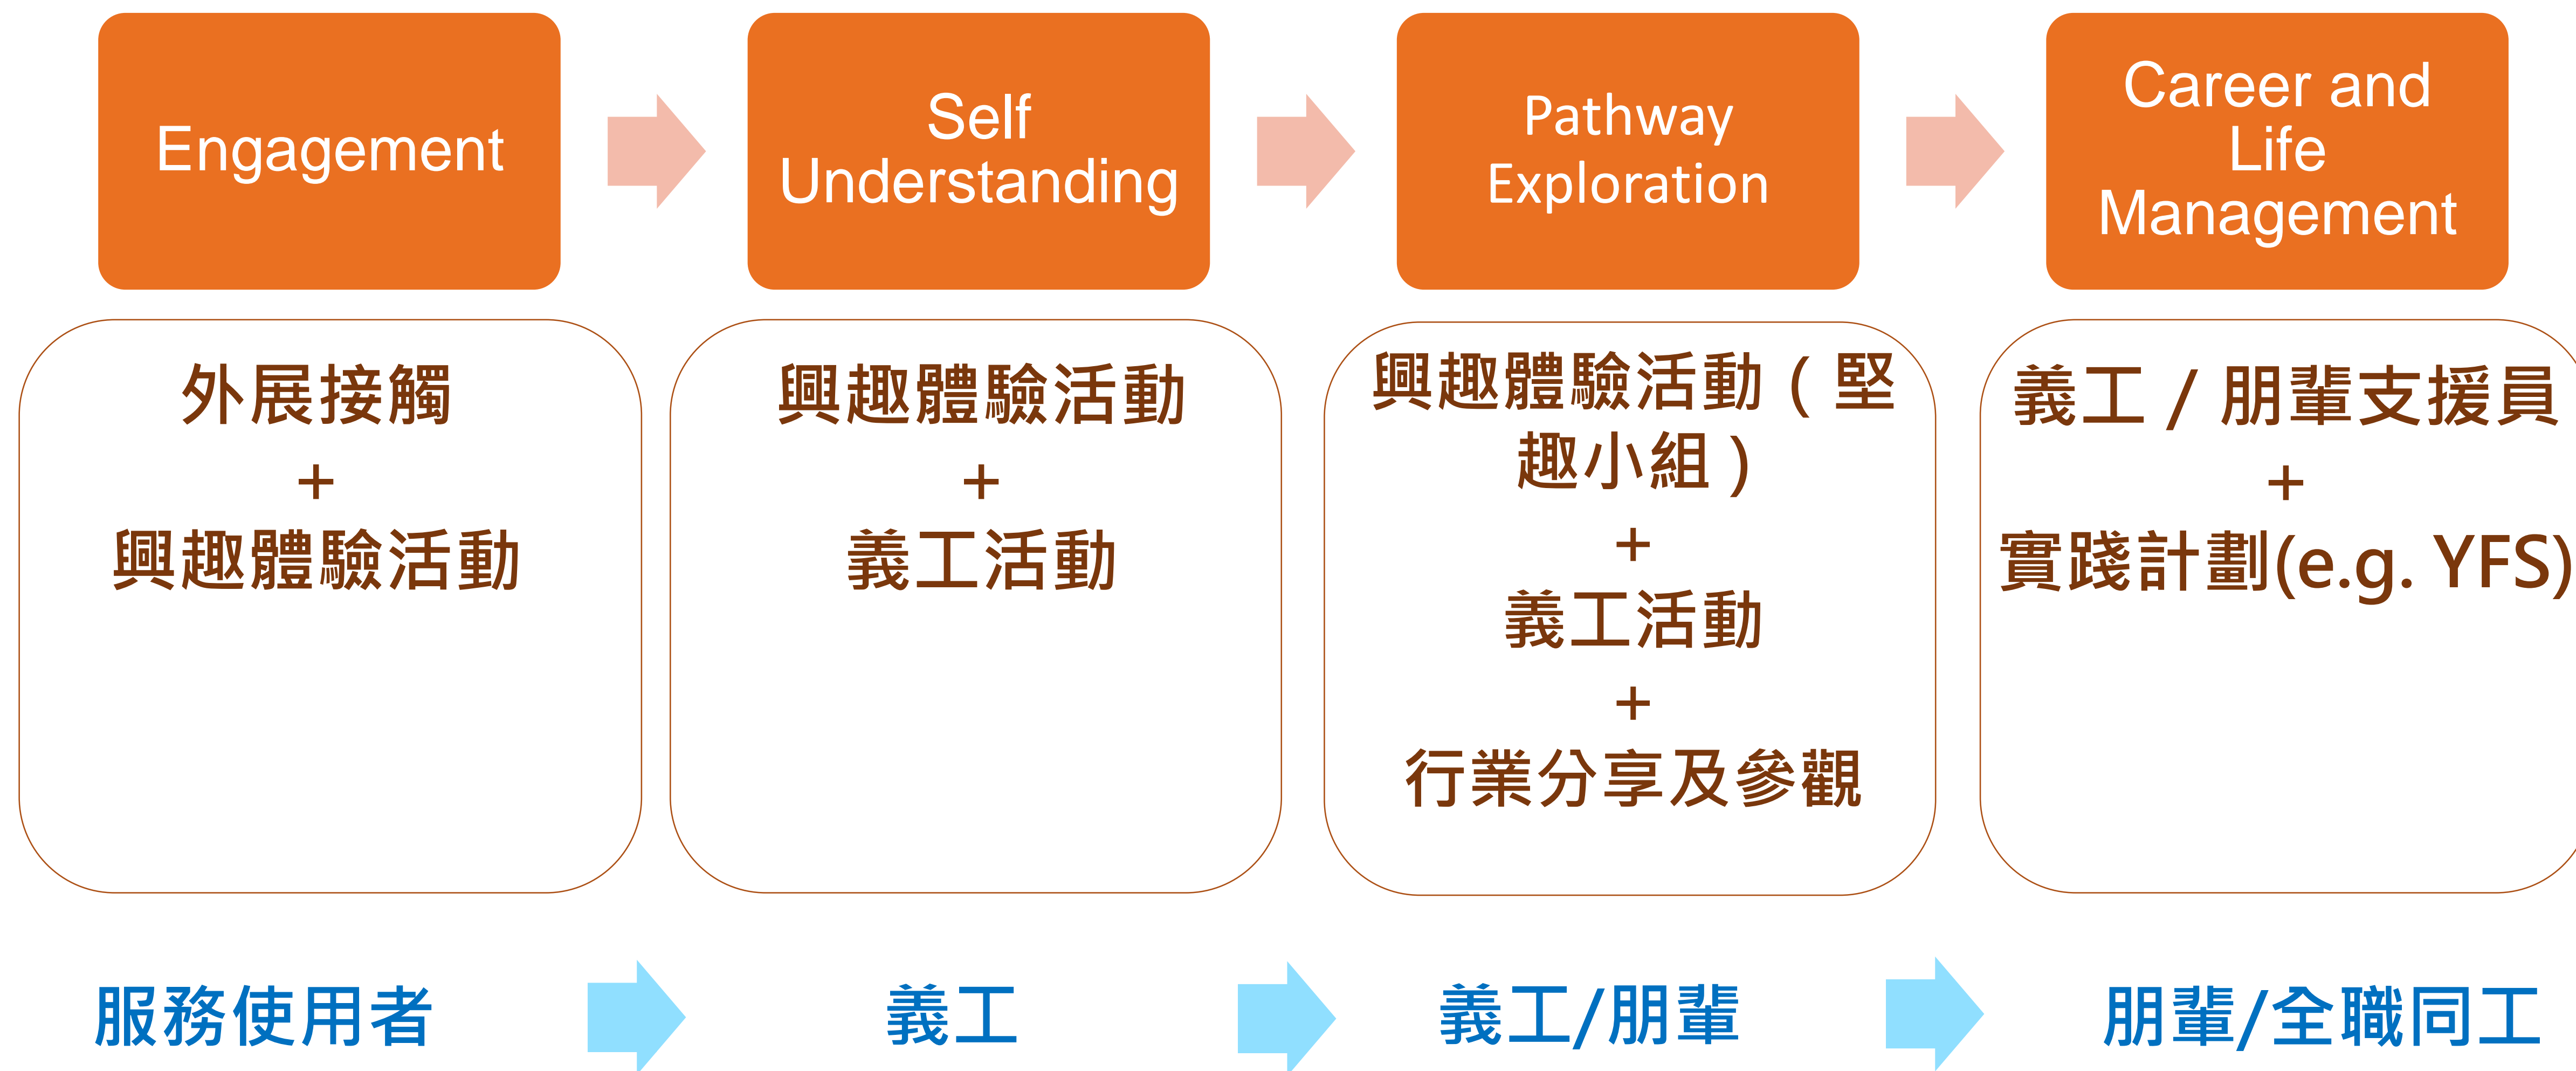 Engagement
Self
Understanding
Pathway
Exploration
Career and
Life
Management
外展接觸
+
興趣體驗活動
興趣體驗活動
+
義工活動
興趣體驗活動（堅
趣小組）
+
義工活動
+
行業分享及參觀
義工 / 朋輩支援員
+
實踐計劃(e.g. YFS)
服務使用者
義工
義工/朋輩
朋輩/全職同工